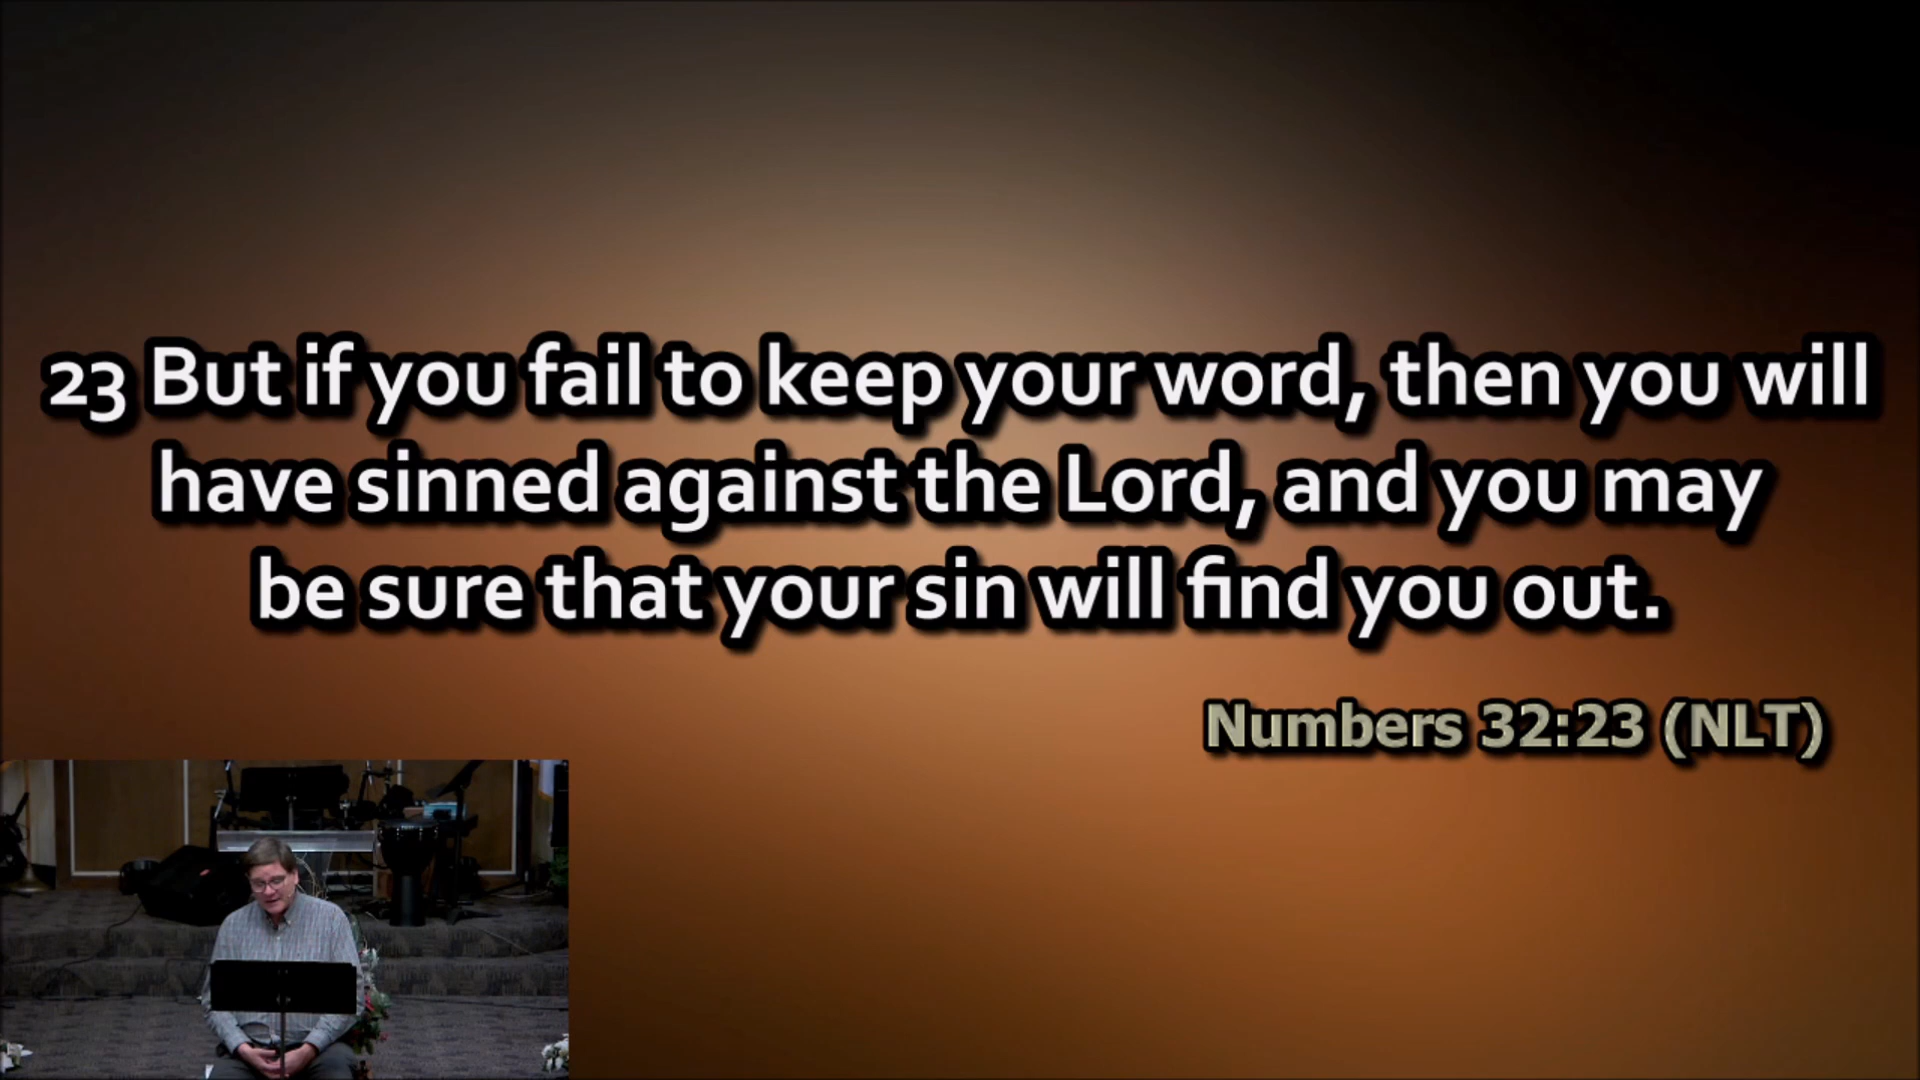 23 But if you fail to keep your word, then you will
have sinned against the Lord, and you may
be sure that your sin will find you out.
Numbers 32:23 (NLT)